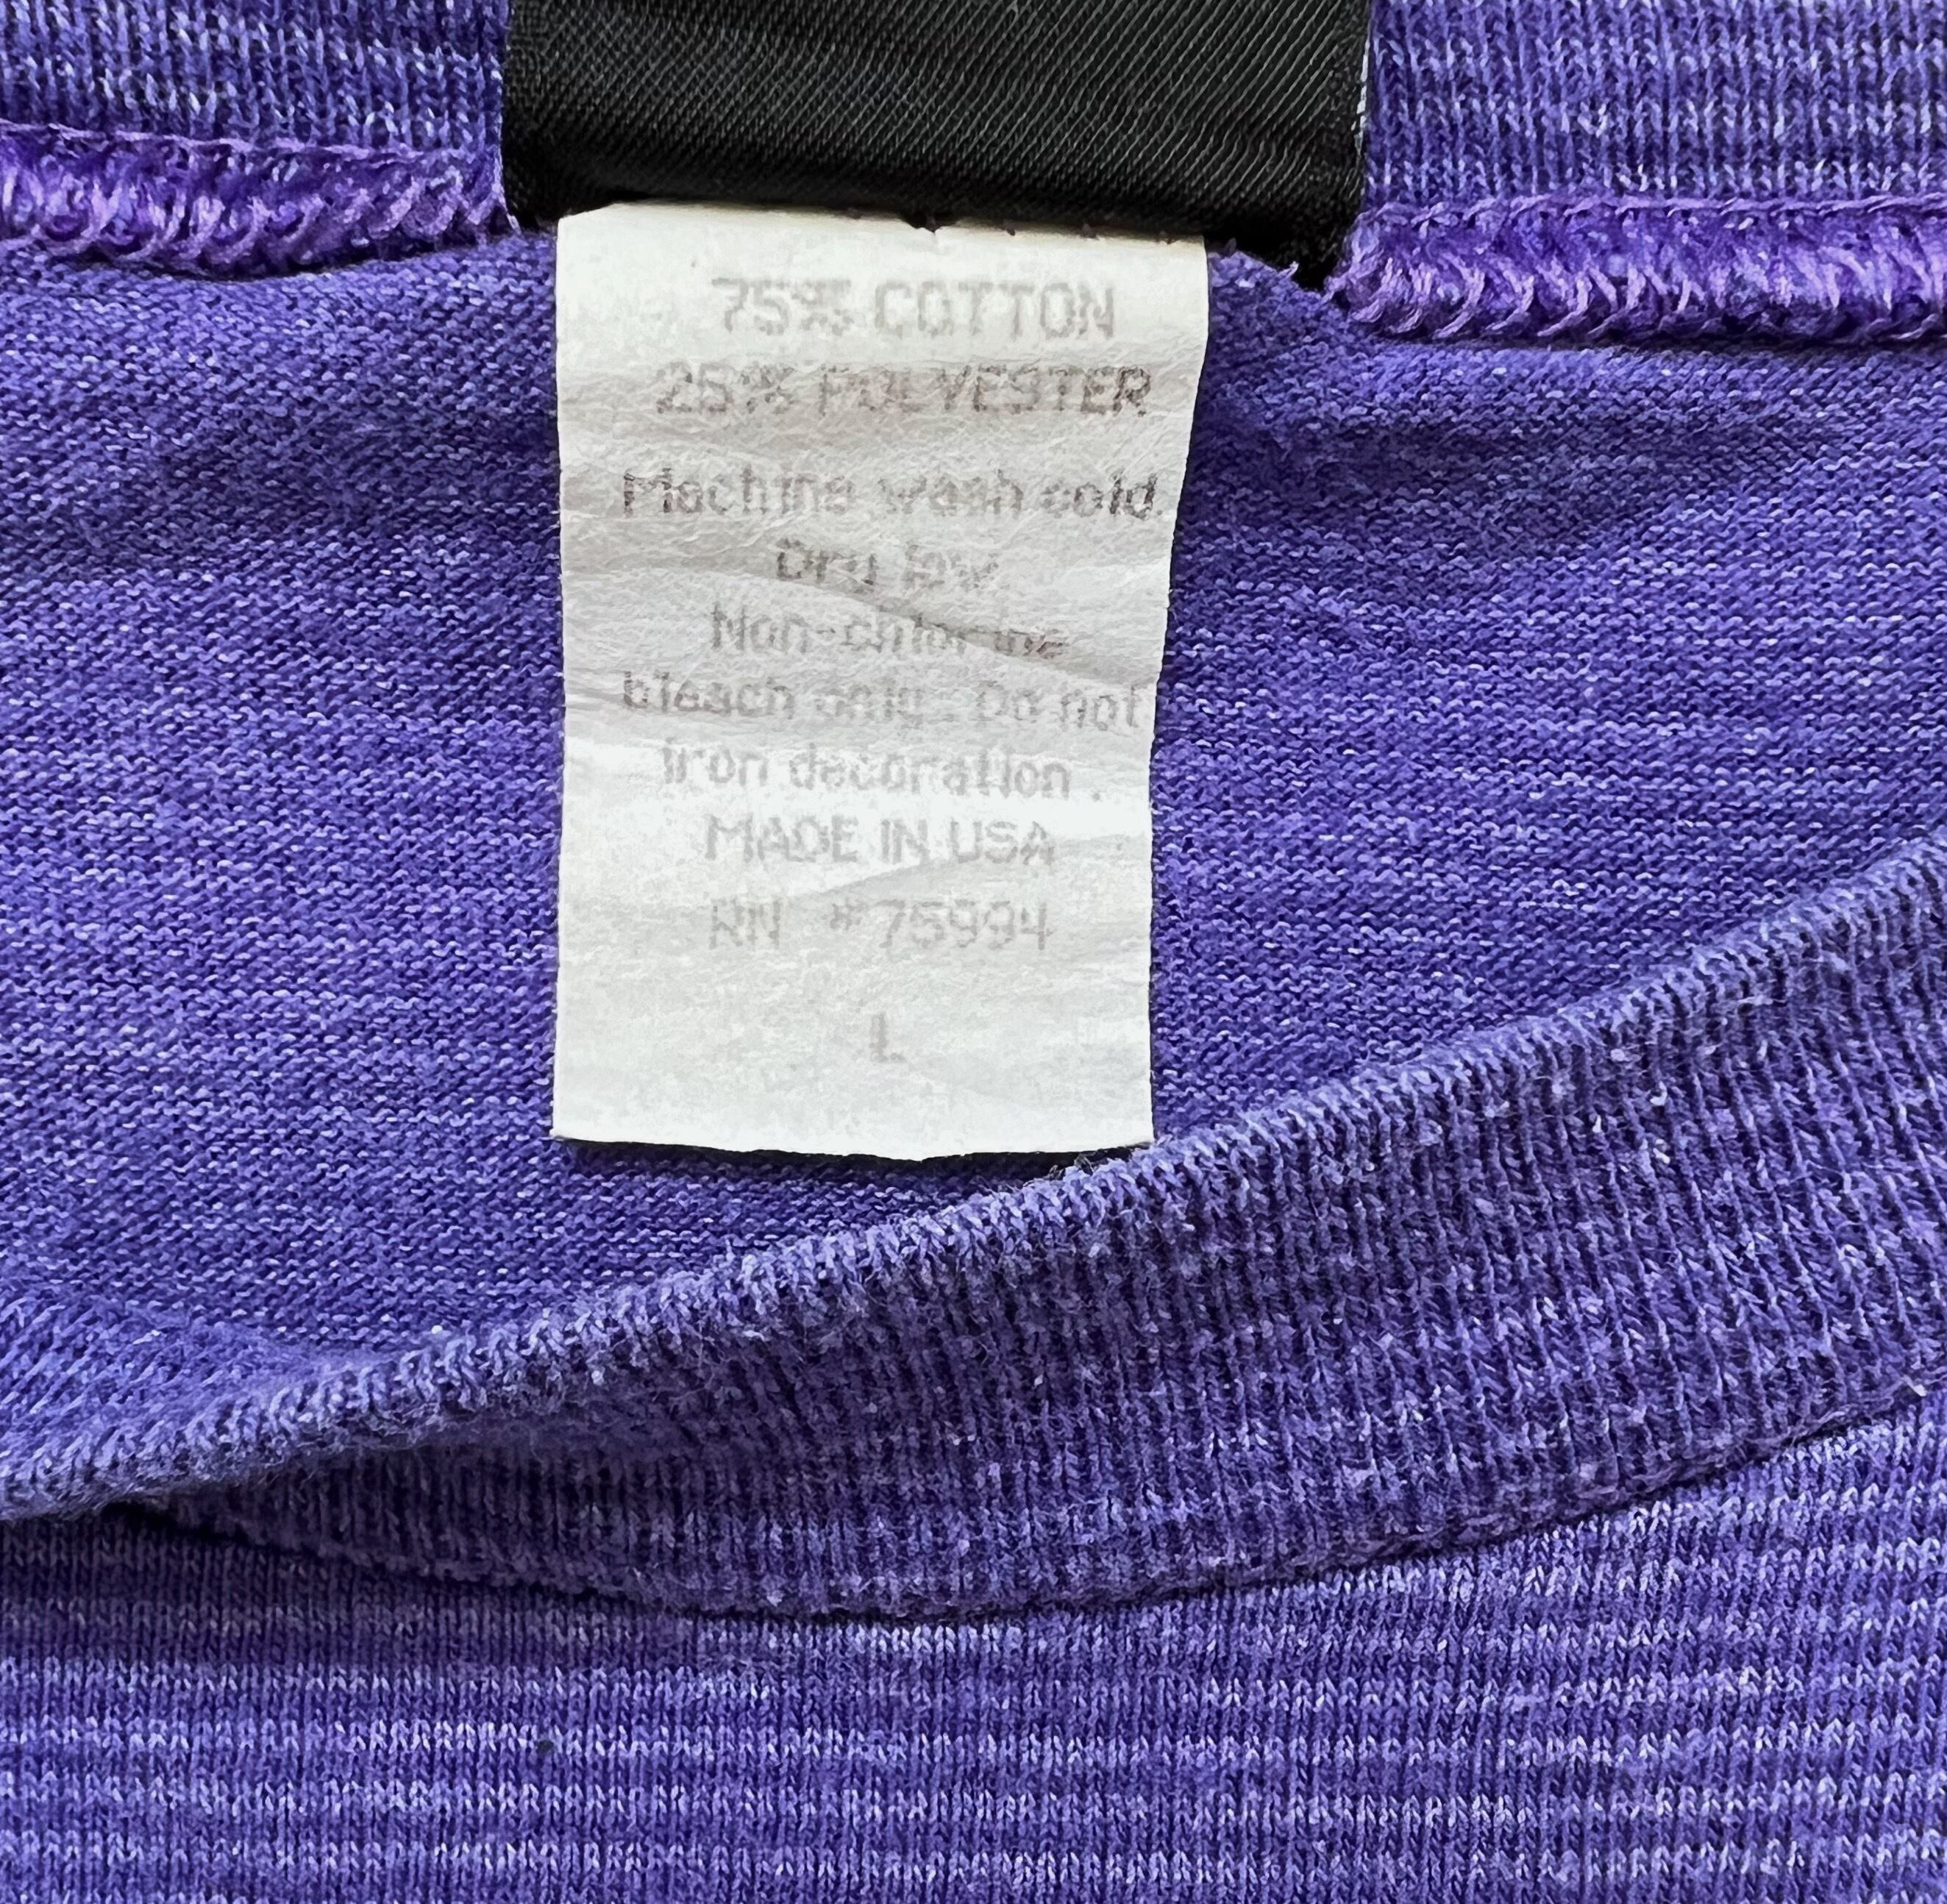 75% COTTON
25% POLYESTER
Machine wash cold.
Dry low
Non-chlorine
bleach only. Do not
iron decoration.
MADE IN USA
RN #75994
L